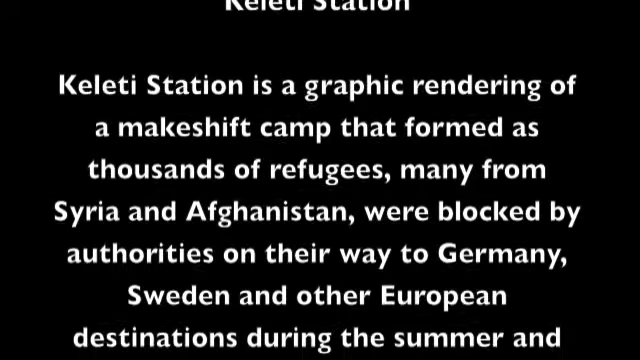 Keleti Station
Keleti Station is a graphic rendering of
a makeshift camp that formed as
thousands of refugees, many from
Syria and Afghanistan, were blocked by
authorities on their way to Germany,
Sweden and other European
destinations during the summer and